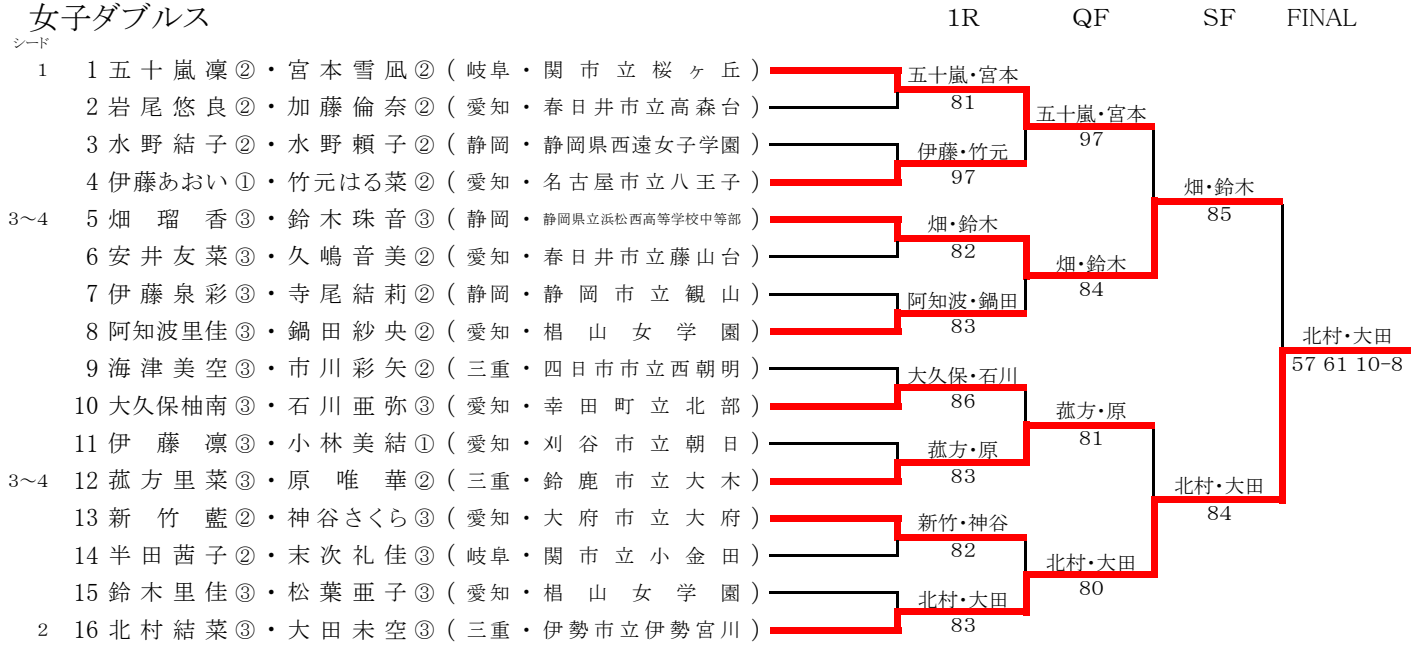 女子ダブルス 1R QF SF FINAL
シード
1 1 五十嵐凜②・宮本雪凪② (岐阜・関市立桜ヶ丘)
五十嵐・宮本
81
2 岩尾悠良②・加藤倫奈② (愛知・春日井市立高森台)
五十嵐・宮本
97
3 水野結子②・水野頼子② (静岡・静岡県西遠女子学園)
伊藤・竹元
97
4 伊藤あおい①・竹元はる菜② (愛知・名古屋市立八王子)
畑・鈴木
85
3~4 5 畑瑠香③・鈴木珠音③ (静岡・静岡県立浜松西高等学校中等部)
畑・鈴木
82
6 安井友菜③・久嶋音美② (愛知・春日井市立藤山台)
畑・鈴木
84
7 伊藤泉彩③・寺尾結莉② (静岡・静岡市立観山)
阿知波・鍋田
83
8 阿知波里佳③・鍋田紗央② (愛知・椙山女学園)
北村・大田
57 61 10-8
9 海津美空③・市川彩矢② (三重・四日市市立西朝明)
大久保・石川
86
10 大久保柚南③・石川亜弥③ (愛知・幸田町立北部)
菰方・原
81
11 伊藤凛③・小林美結① (愛知・刈谷市立朝日)
菰方・原
83
3~4 12 菰方里菜③・原唯華② (三重・鈴鹿市立大木)
北村・大田
84
13 新竹藍②・神谷さくら③ (愛知・大府市立大府)
新竹・神谷
82
14 半田茜子②・末次礼佳③ (岐阜・関市立小金田)
北村・大田
80
15 鈴木里佳③・松葉亜子③ (愛知・椙山女学園)
北村・大田
83
2 16 北村結菜③・大田未空③ (三重・伊勢市立伊勢宮川)